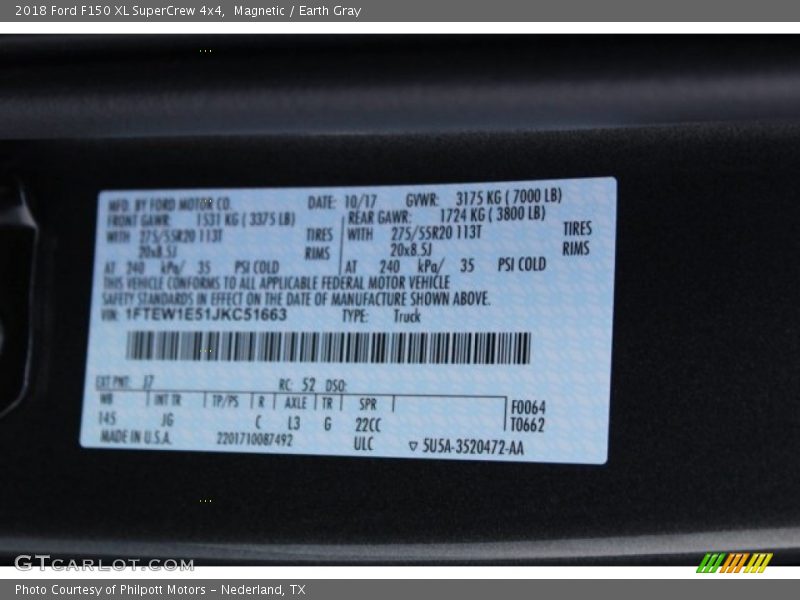 2018 Ford F150 XL SuperCrew 4x4, Magnetic / Earth Gray
MFD. BY FORD MOTOR CO. DATE: 10/17 GVWR: 3175 KG ( 7000 LB)
FRONT GAWR: 1531 KG ( 3375 LB) REAR GAWR: 1724 KG ( 3800 LB)
WITH 275/55R20 113T TIRES WITH 275/55R20 113T TIRES
20x8.5J RIMS 20x8.5J RIMS
AT 240 kPa/ 35 PSI COLD AT 240 kPa/ 35 PSI COLD
THIS VEHICLE CONFORMS TO ALL APPLICABLE FEDERAL MOTOR VEHICLE
SAFETY STANDARDS IN EFFECT ON THE DATE OF MANUFACTURE SHOWN ABOVE.
VIN: 1FTEW1E51JKC51663 TYPE: Truck
EXT PNT: J7 RC: 52 DSO:
WB INT TR TP/PS R AXLE TR SPR F0064
145 JG C L3 G 22CC T0662
MADE IN U.S.A. 2201710087492 ULC ▽ 5U5A-3520472-AA
GTCARLOT.COM
Photo Courtesy of Philpott Motors - Nederland, TX